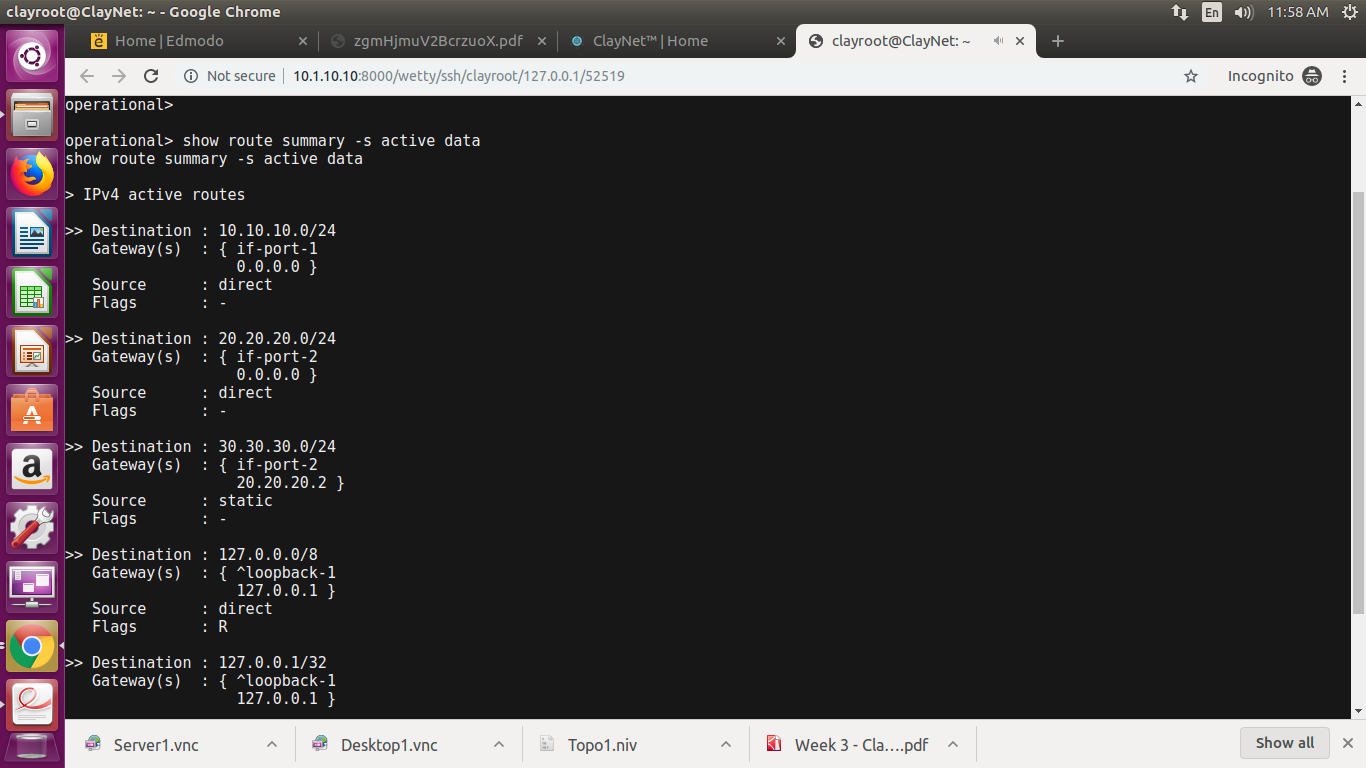 clayroot@ClayNet: ~ - Google Chrome
En
11:58 AM
Home | Edmodo
zgmHjmuV2BcrzuoX.pdf
ClayNet™ | Home
clayroot@ClayNet: ~
Not secure
10.1.10.10:8000/wetty/ssh/clayroot/127.0.0.1/52519
Incognito
operational>
operational> show route summary -s active data
show route summary -s active data
> IPv4 active routes
>> Destination : 10.10.10.0/24
Gateway(s)  : { if-port-1
0.0.0.0 }
Source      : direct
Flags       : -
>> Destination : 20.20.20.0/24
Gateway(s)  : { if-port-2
0.0.0.0 }
Source      : direct
Flags       : -
>> Destination : 30.30.30.0/24
Gateway(s)  : { if-port-2
20.20.20.2 }
Source      : static
Flags       : -
>> Destination : 127.0.0.0/8
Gateway(s)  : { ^loopback-1
127.0.0.1 }
Source      : direct
Flags       : R
>> Destination : 127.0.0.1/32
Gateway(s)  : { ^loopback-1
127.0.0.1 }
Server1.vnc
Desktop1.vnc
Topo1.niv
Week 3 - Cla....pdf
Show all